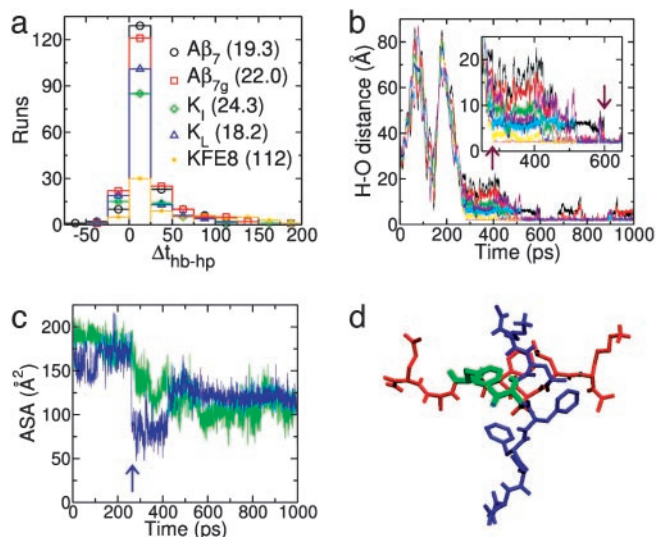 a
Runs
120
90
60
30
0
Aβ7 (19.3)
Aβ7g (22.0)
KI (24.3)
KL (18.2)
KFE8 (112)
-50 0 50 100 150 200
Δthb-hp
b
H-O distance (Å)
80
60
40
20
0
20
10
0
300 400 500 600
0 200 400 600 800 1000
Time (ps)
c
ASA (Å²)
200
150
100
50
0
0 200 400 600 800 1000
Time (ps)
d